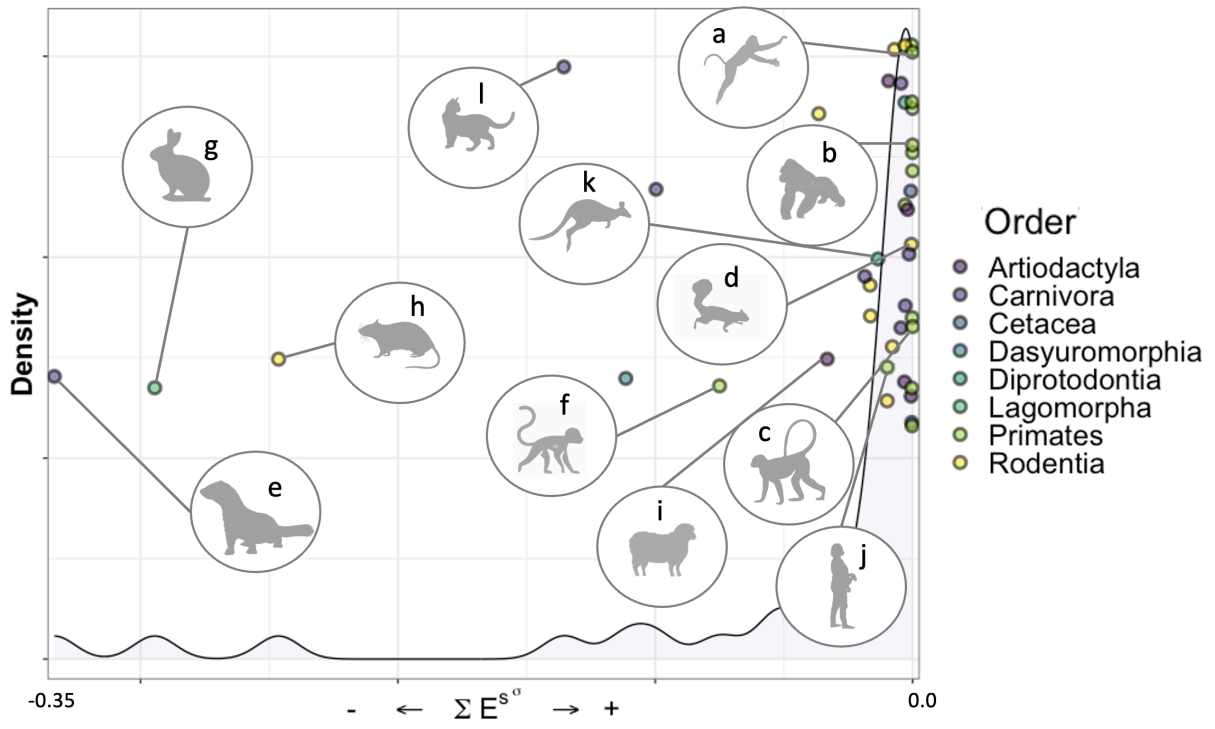 a
l
g
b
k
d
h
f
c
e
i
j
Density
-0.35
0.0
- ← Σ E^s^σ → +
Order
Artiodactyla
Carnivora
Cetacea
Dasyuromorphia
Diprotodontia
Lagomorpha
Primates
Rodentia